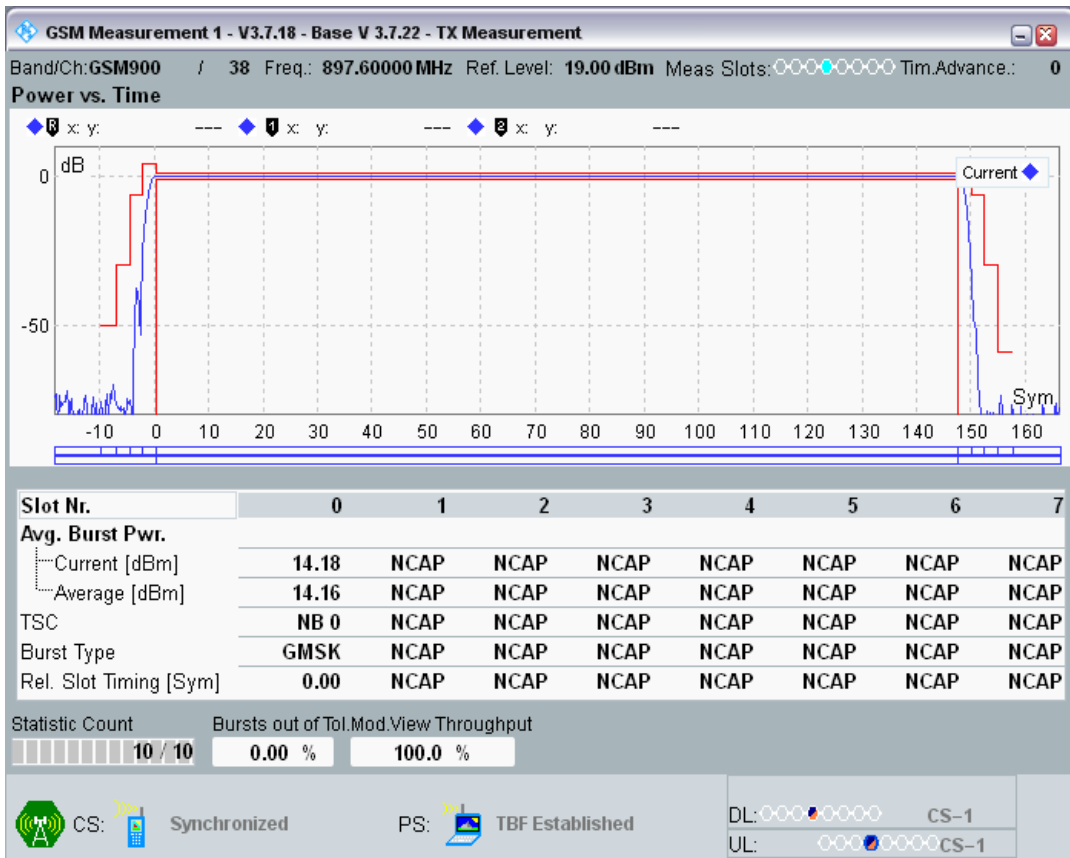 GSM Measurement 1 - V3.7.18 - Base V 3.7.22 - TX Measurement
Band/Ch:GSM900 / 38 Freq.: 897.60000 MHz Ref. Level: 19.00 dBm Meas Slots: Tim.Advance.: 0
Power vs. Time
R x: y: --- 1 x: y: --- 2 x: y: ---
dB
Current
0
-50
Sym
-10 0 10 20 30 40 50 60 70 80 90 100 110 120 130 140 150 160
Slot Nr. 0 1 2 3 4 5 6 7
Avg. Burst Pwr.
Current [dBm] 14.18 NCAP NCAP NCAP NCAP NCAP NCAP NCAP
Average [dBm] 14.16 NCAP NCAP NCAP NCAP NCAP NCAP NCAP
TSC NB 0 NCAP NCAP NCAP NCAP NCAP NCAP NCAP
Burst Type GMSK NCAP NCAP NCAP NCAP NCAP NCAP NCAP
Rel. Slot Timing [Sym] 0.00 NCAP NCAP NCAP NCAP NCAP NCAP NCAP
Statistic Count Bursts out of Tol. Mod.View Throughput
10 / 10 0.00 % 100.0 %
CS: Synchronized PS: TBF Established
DL: CS-1
UL: CS-1